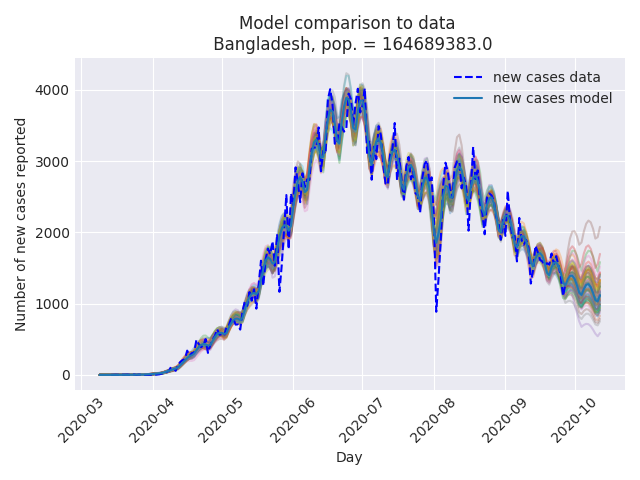 Model comparison to data
Bangladesh, pop. = 164689383.0
new cases data
new cases model
Number of new cases reported
4000
3000
2000
1000
0
2020-03
2020-04
2020-05
2020-06
2020-07
2020-08
2020-09
2020-10
Day